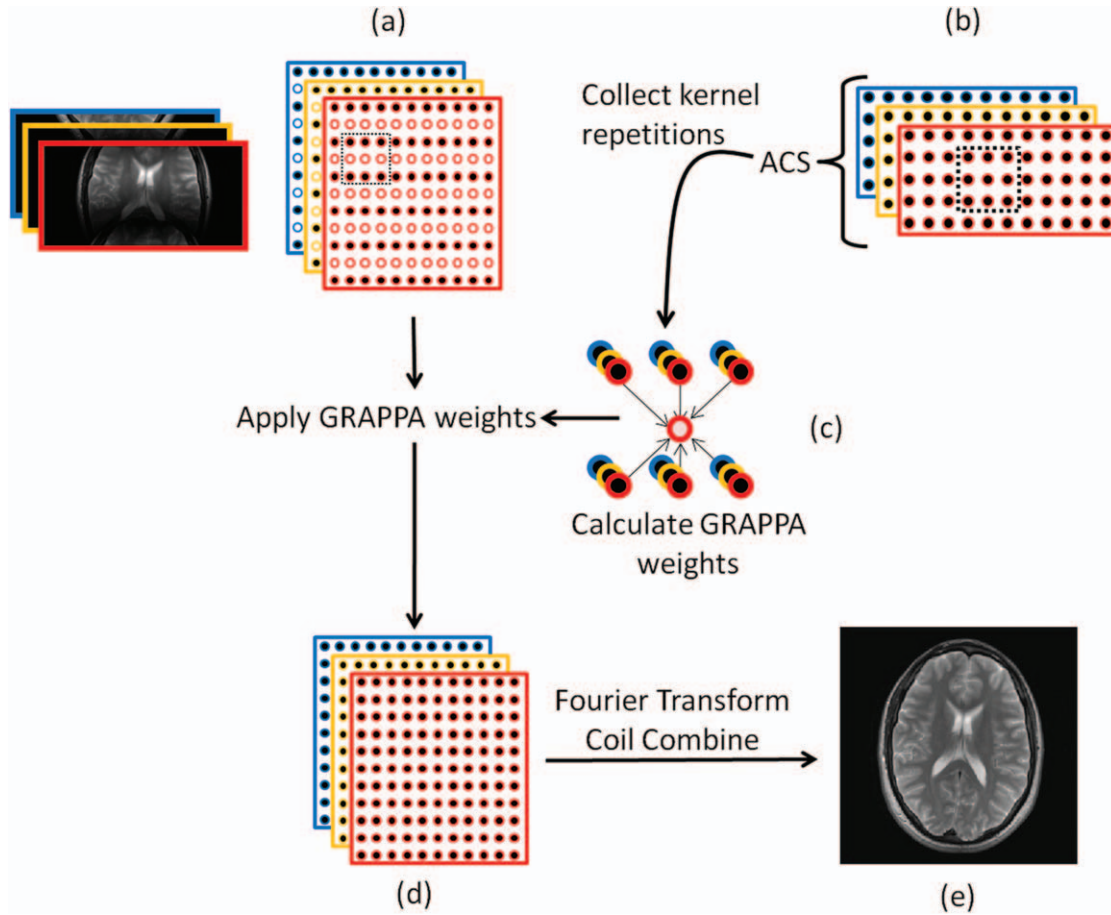 (a)
(b)
Collect kernel
repetitions
ACS
Apply GRAPPA weights
(c)
Calculate GRAPPA
weights
Fourier Transform
Coil Combine
(d)
(e)